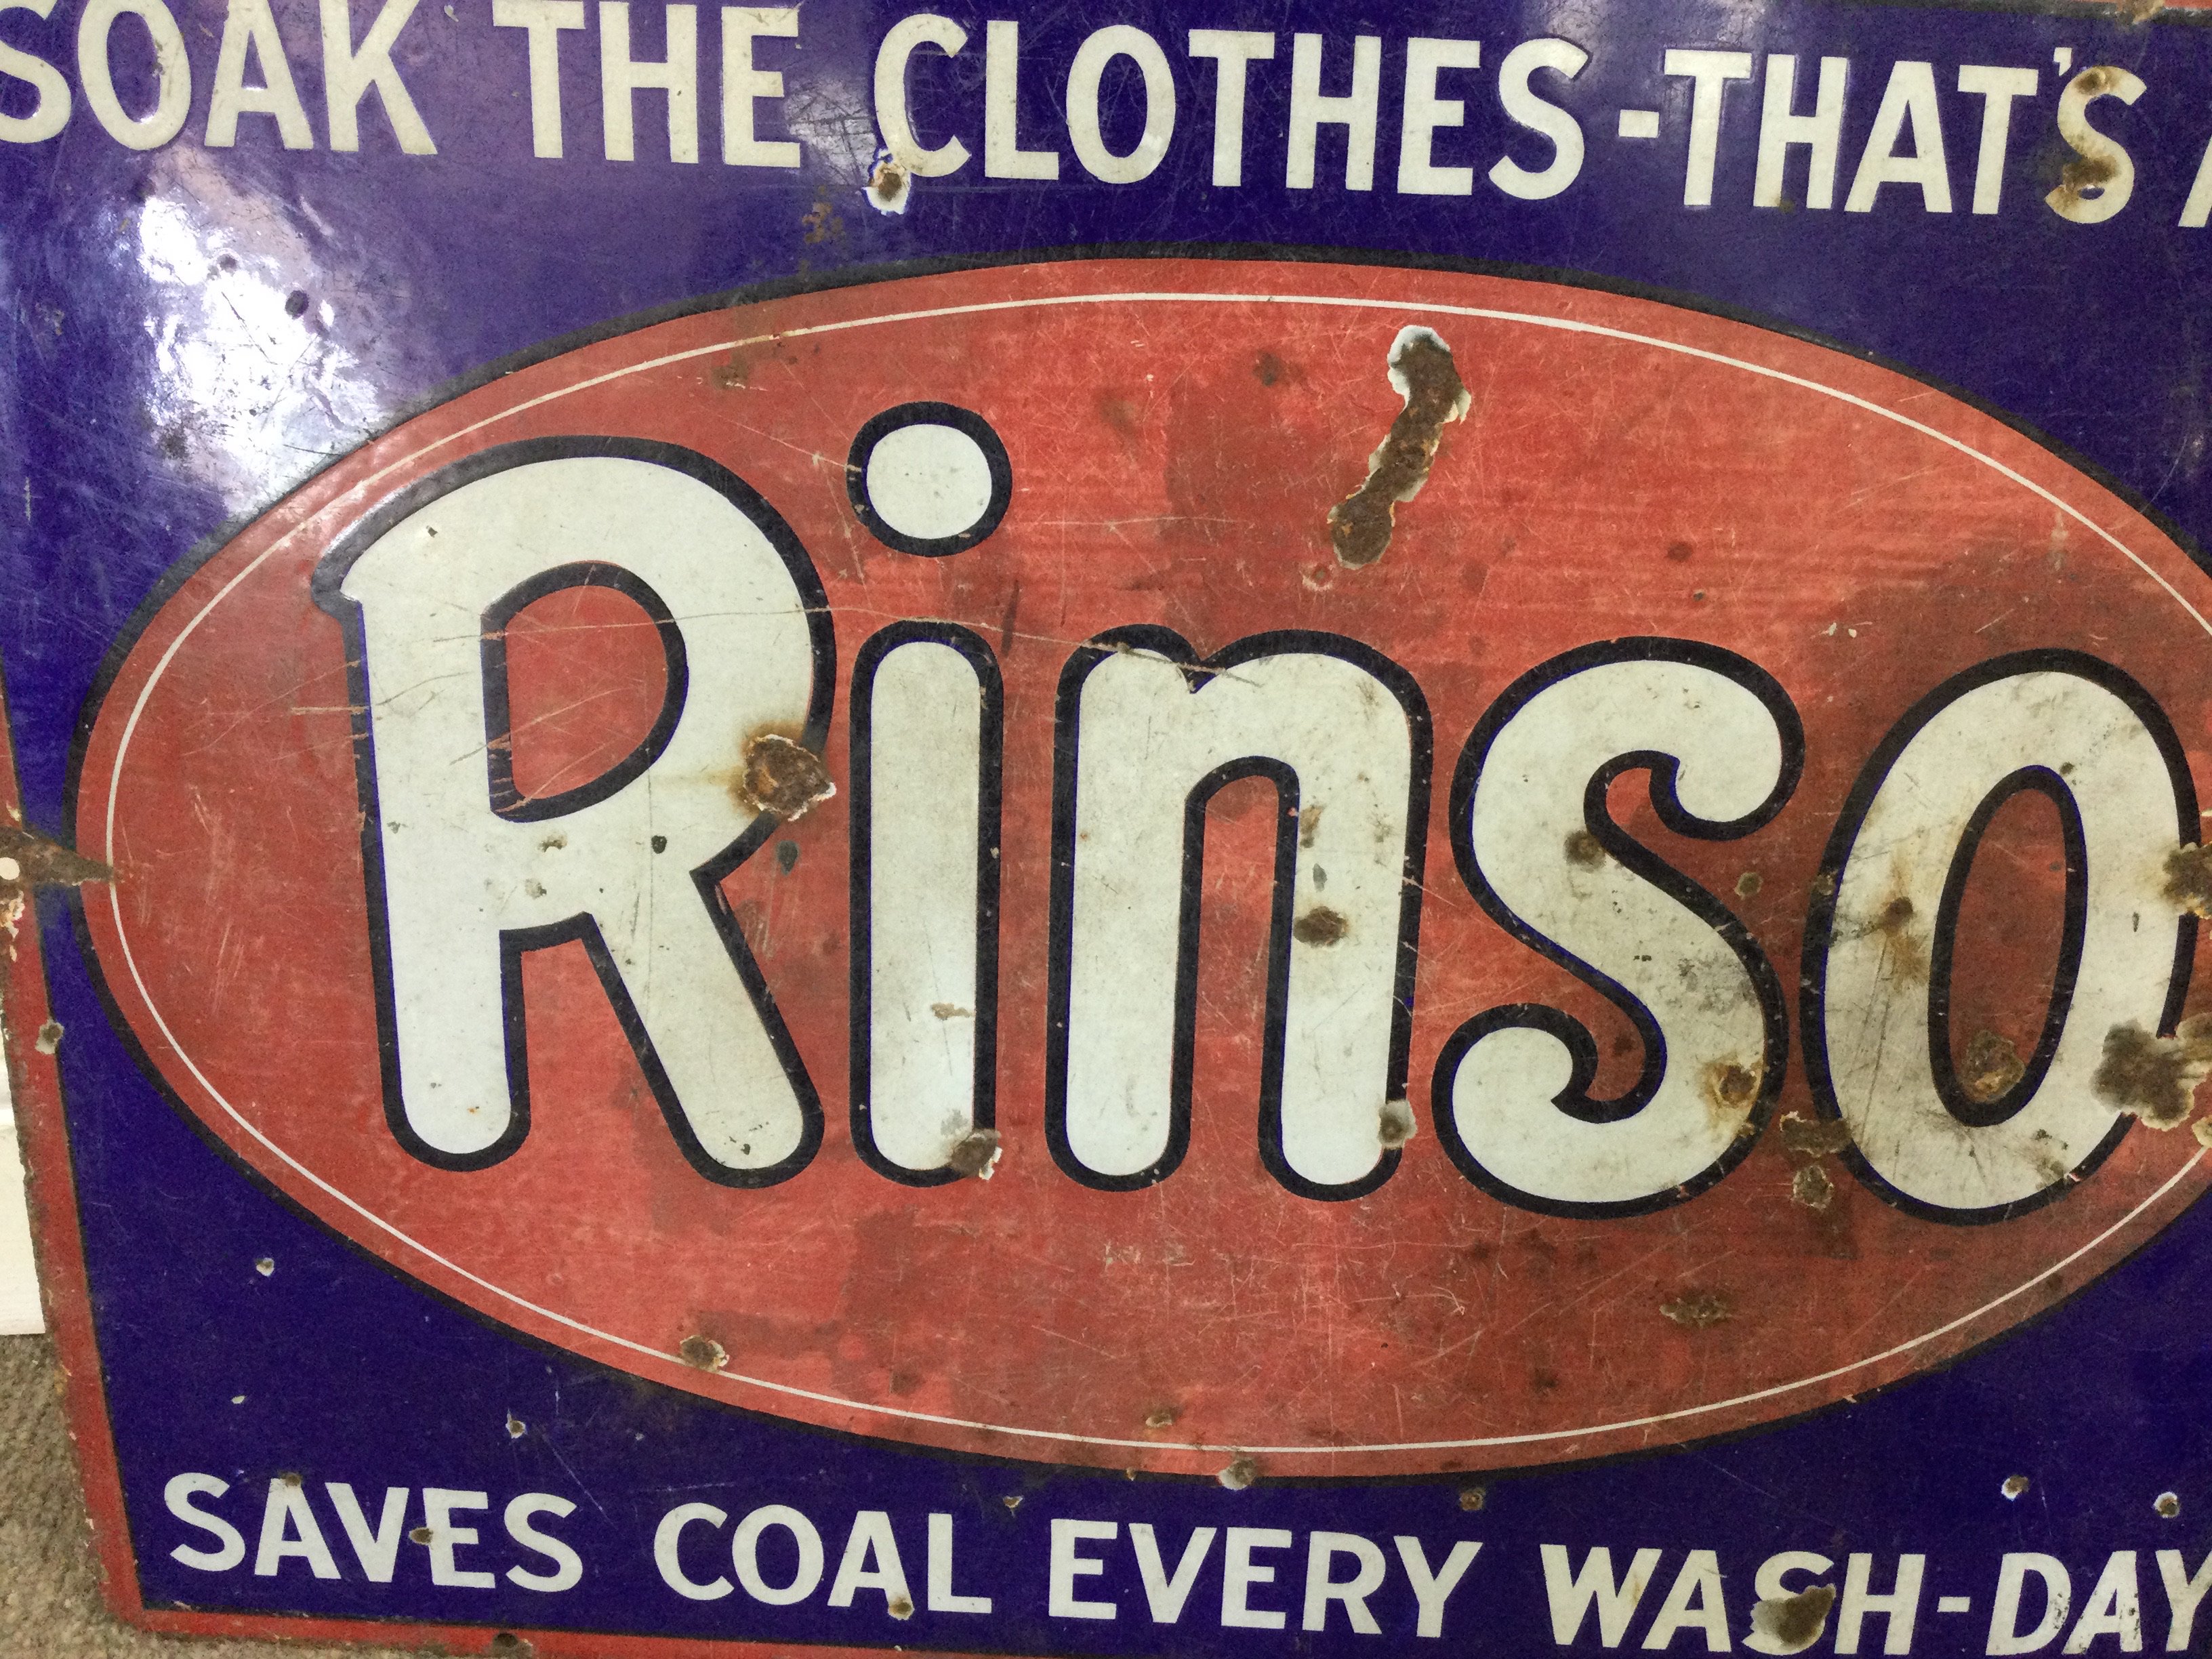 SOAK THE CLOTHES-THAT'S
Rinso
SAVES COAL EVERY WASH-DAY